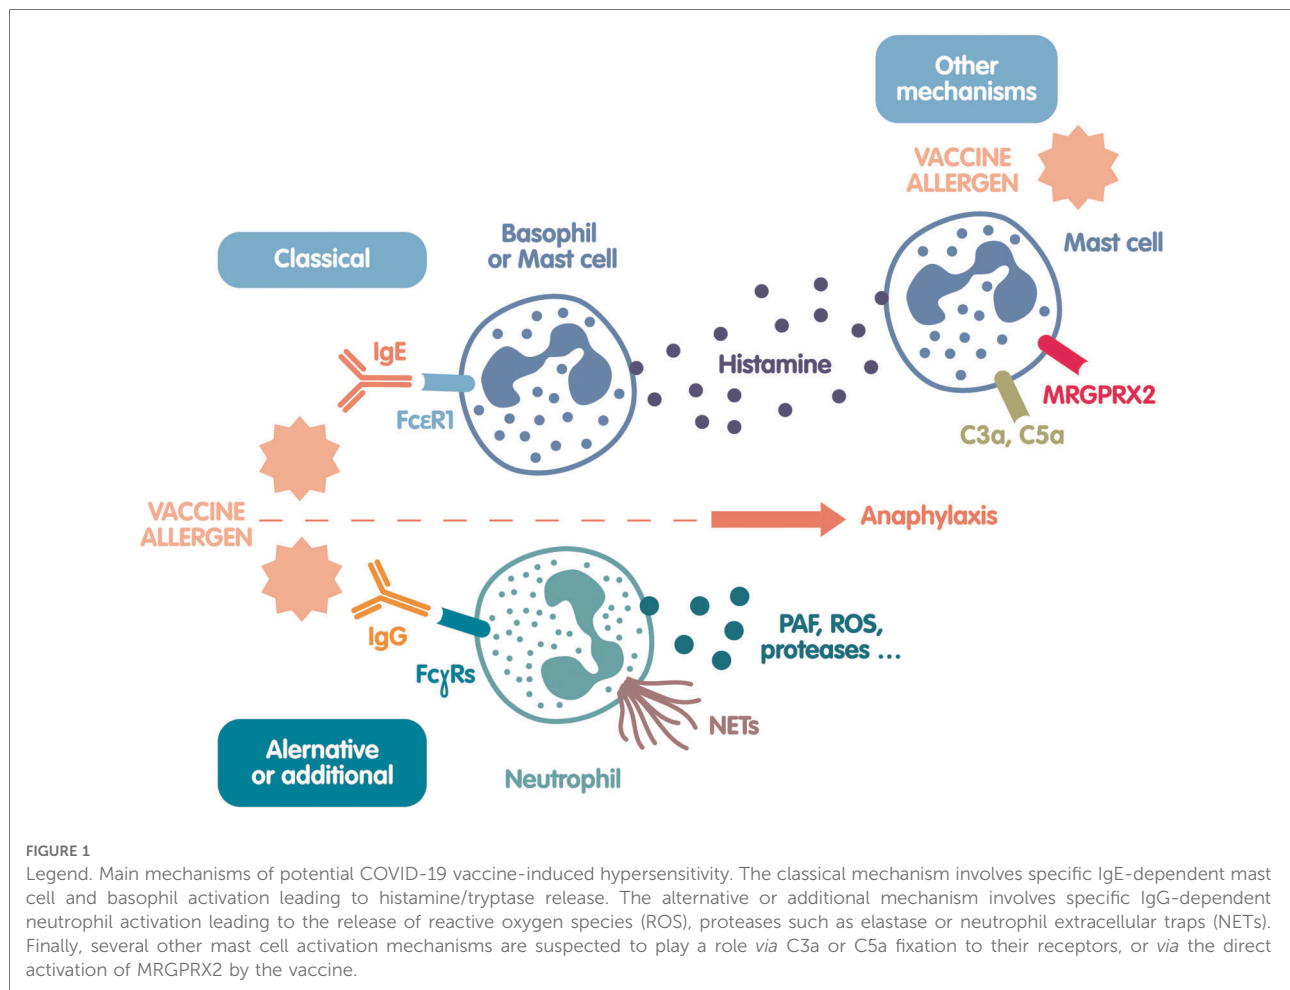 Other
mechanisms
VACCINE
ALLERGEN
Mast cell
Basophil
or Mast cell
Classical
IgE
FcεR1
Histamine
MRGPRX2
C3a, C5a
VACCINE
ALLERGEN
Anaphylaxis
IgG
FcɣRs
PAF, ROS,
proteases ...
NETs
Neutrophil
Alernative
or additional
FIGURE 1
Legend. Main mechanisms of potential COVID-19 vaccine-induced hypersensitivity. The classical mechanism involves specific IgE-dependent mast
cell and basophil activation leading to histamine/tryptase release. The alternative or additional mechanism involves specific IgG-dependent
neutrophil activation leading to the release of reactive oxygen species (ROS), proteases such as elastase or neutrophil extracellular traps (NETs).
Finally, several other mast cell activation mechanisms are suspected to play a role via C3a or C5a fixation to their receptors, or via the direct
activation of MRGPRX2 by the vaccine.